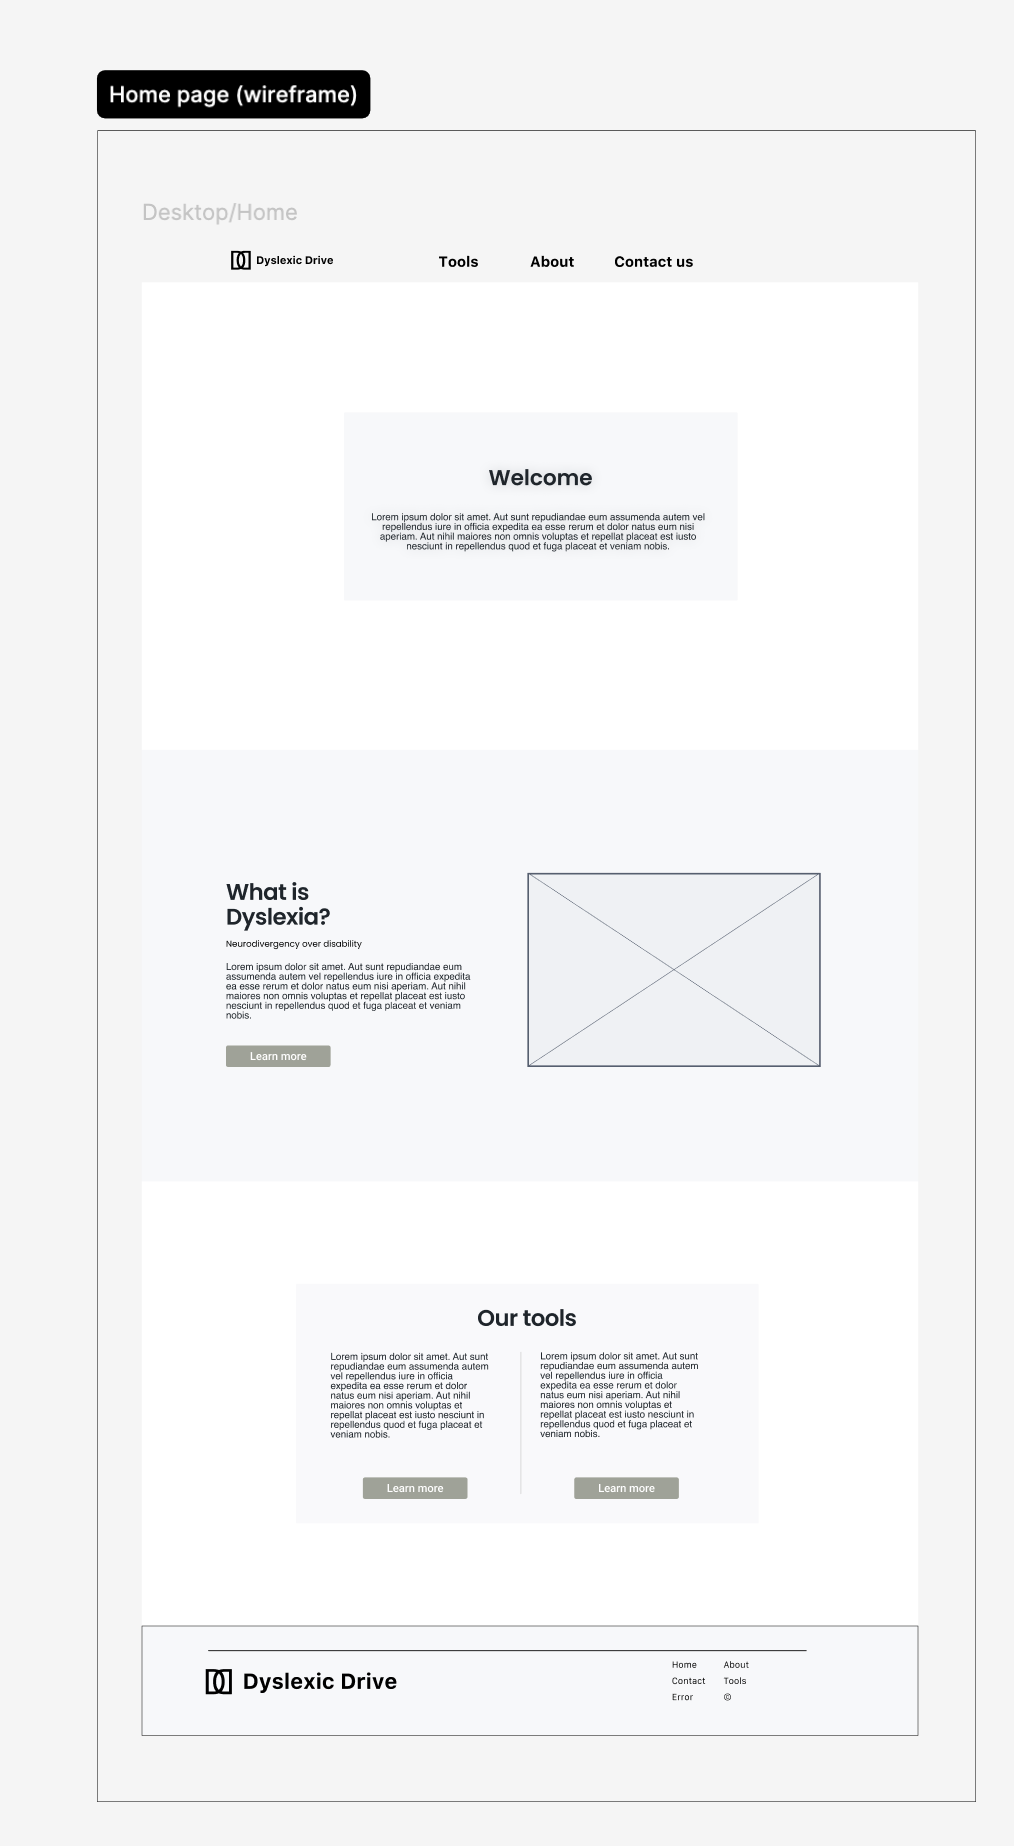 Home page (wireframe)
Desktop/Home
Dyslexic Drive
Tools
About
Contact us
Welcome
Lorem ipsum dolor sit amet. Aut sunt repudiandae eum assumenda autem vel
repellendus iure in officia expedita ea esse rerum et dolor natus eum nisi
aperiam. Aut nihil maiores non omnis voluptas et repellat placeat est iusto
nesciunt in repellendus quod et fuga placeat et veniam nobis.
What is
Dyslexia?
Neurodivergency over disability
Lorem ipsum dolor sit amet. Aut sunt repudiandae eum
assumenda autem vel repellendus iure in officia expedita
ea esse rerum et dolor natus eum nisi aperiam. Aut nihil
maiores non omnis voluptas et repellat placeat est iusto
nesciunt in repellendus quod et fuga placeat et veniam
nobis.
Learn more
Our tools
Lorem ipsum dolor sit amet. Aut sunt
repudiandae eum assumenda autem
vel repellendus iure in officia
expedita ea esse rerum et dolor
natus eum nisi aperiam. Aut nihil
maiores non omnis voluptas et
repellat placeat est iusto nesciunt in
repellendus quod et fuga placeat et
veniam nobis.
Learn more
Lorem ipsum dolor sit amet. Aut sunt
repudiandae eum assumenda autem
vel repellendus iure in officia
expedita ea esse rerum et dolor
natus eum nisi aperiam. Aut nihil
maiores non omnis voluptas et
repellat placeat est iusto nesciunt in
repellendus quod et fuga placeat et
veniam nobis.
Learn more
Dyslexic Drive
Home
Contact
Error
About
Tools
©